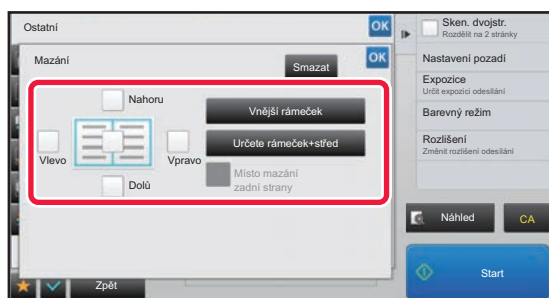 Ostatní
OK
Mazání
Smazat
OK
Nahoru
Vlevo
Vpravo
Dolů
Vnější rámeček
Určete rámeček+střed
Místo mazání
zadní strany
Zpět
Sken. dvojstr.
Rozdělit na 2 stránky
Nastavení pozadí
Expozice
Určit expozici odesílání
Barevný režim
Rozlišení
Změnit rozlišení odesílání
Náhled
CA
Start